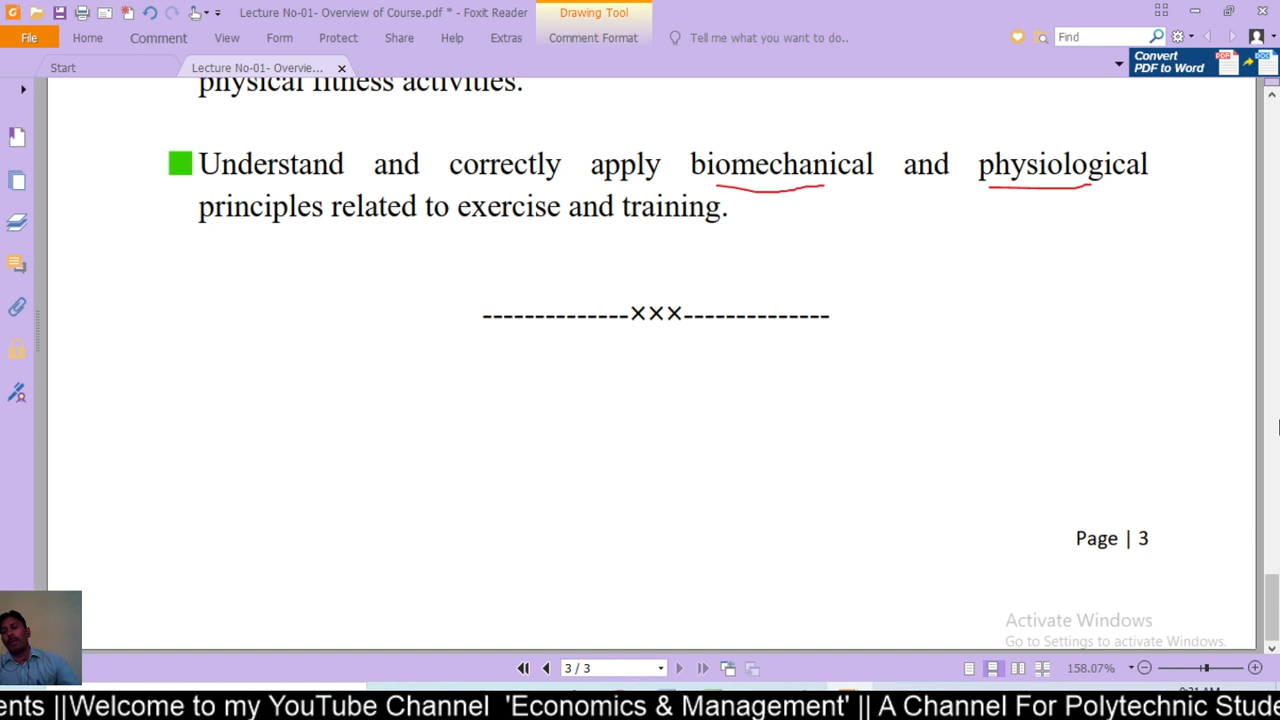 Lecture No-01- Overview of Course.pdf * - Foxit Reader
Drawing Tool
File Home Comment View Form Protect Share Help Extras Comment Format Tell me what you want to do.. Find
Start Lecture No-01- Overvie... Convert
PDF to Word
physical fitness activities.
Understand and correctly apply biomechanical and physiological
principles related to exercise and training.
--------------×××--------------
Page | 3
Activate Windows
Go to Settings to activate Windows.
3 / 3 158.07%
ents ||Welcome to my YouTube Channel 'Economics & Management' || A Channel For Polytechnic Stude